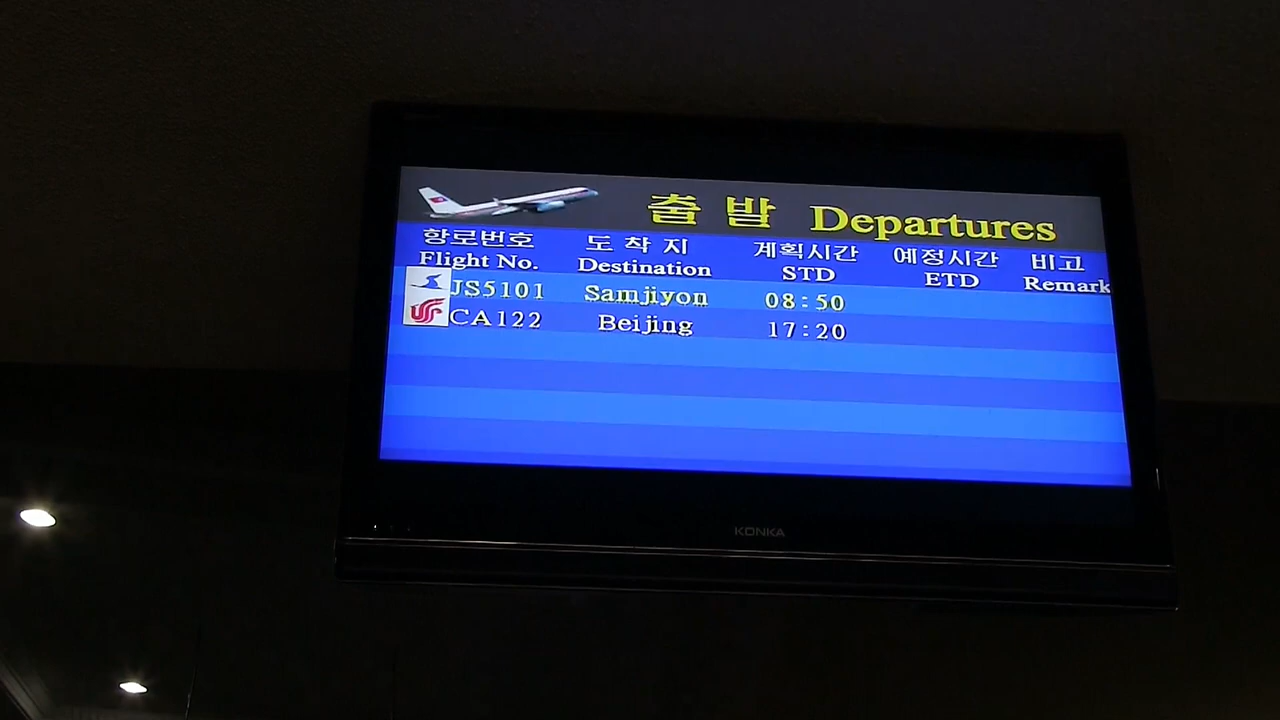 출 발 Departures
항로번호 도 착 지 계획시간 예정시간 비고
Flight No. Destination STD ETD Remark
JS5101 Samjiyon 08:50
CA122 Beijing 17:20
KONKA